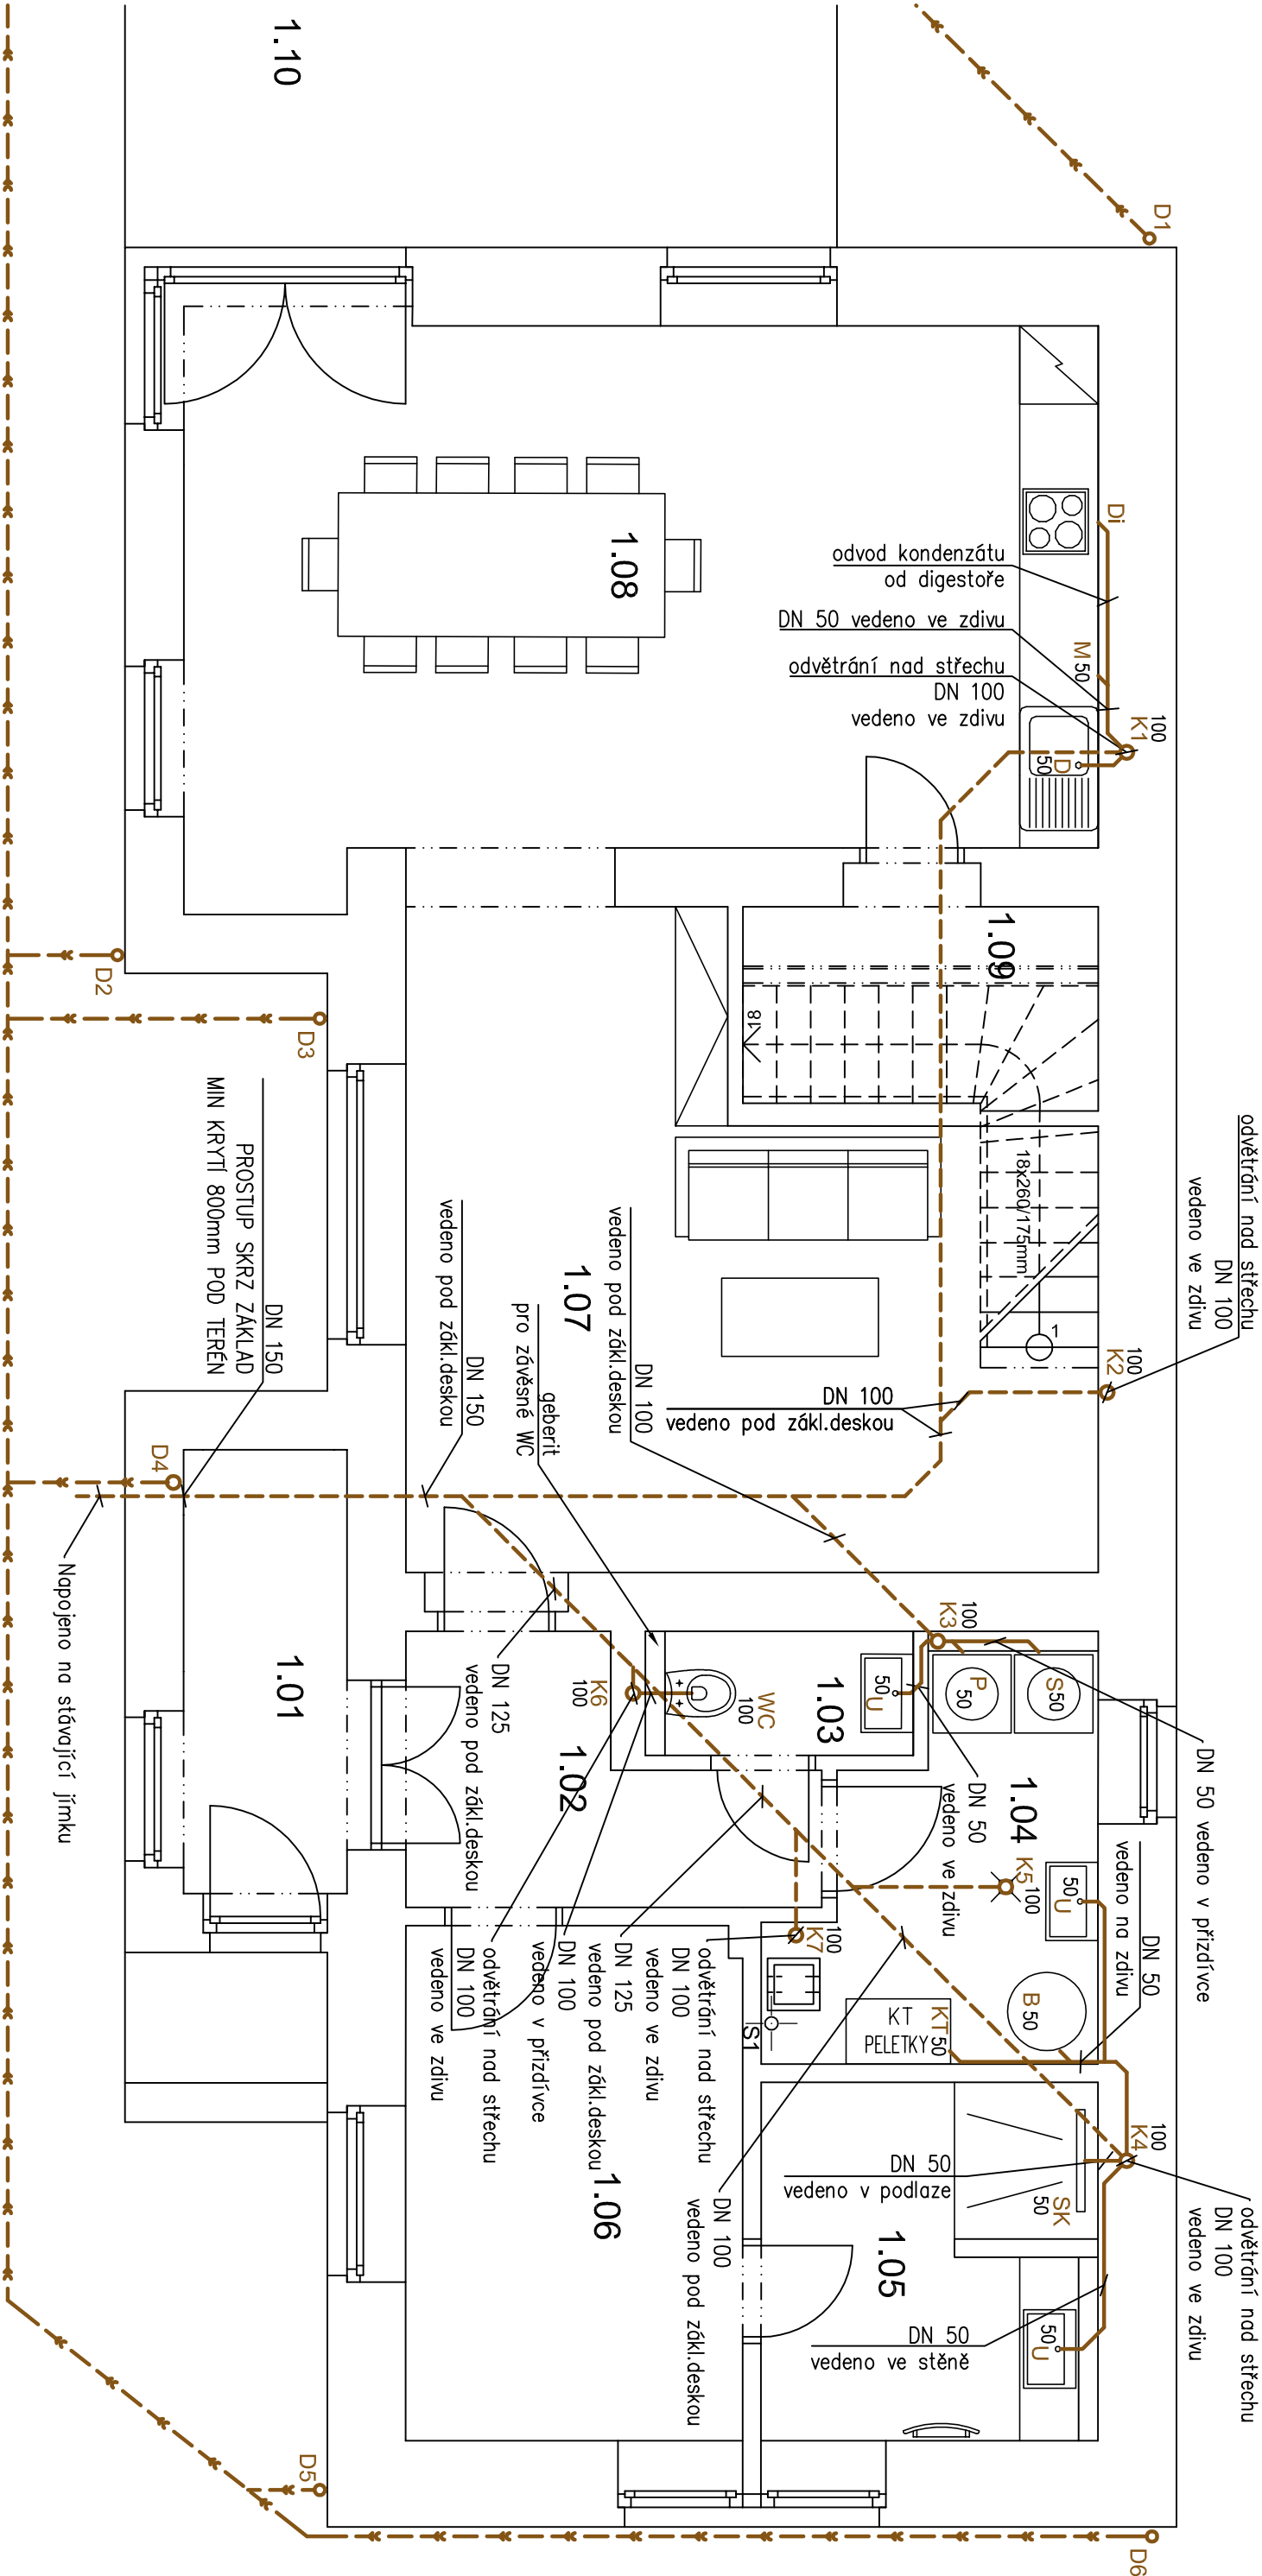 D1
1.10
1.08
Di
odvod kondenzátu
od digestoře
DN 50 vedeno ve zdivu
odvětrání nad střechu
DN 100
vedeno ve zdivu
M
50
100
K1
D
50
1.09
18
18x260/175mm
1
D2
D3
odvětrání nad střechu
DN 100
vedeno ve zdivu
100
K2
DN 150
PROSTUP SKRZ ZÁKLAD
MIN KRYTÍ 800mm POD TERÉN
DN 150
vedeno pod zákl.deskou
1.07
DN 100
vedeno pod zákl.deskou
DN 100
vedeno pod zákl.deskou
geberit
pro závěsné WC
D4
Napojeno na stávající jímku
1.01
DN 125
vedeno pod zákl.deskou
1.02
K6
100
WC
100
1.03
50
U
100
K3
P
50
S
50
DN 50 vedeno v přizdívce
1.04
DN 50
vedeno ve zdivu
K5
100
50
U
DN 50
vedeno na zdivu
B
50
K7
100
S1
KT
PELETKY
KT
50
odvětrání nad střechu
DN 100
vedeno ve zdivu
DN 125
vedeno pod zákl.deskou
DN 100
vedeno v přizdívce
odvětrání nad střechu
DN 100
vedeno ve zdivu
1.06
DN 100
vedeno pod zákl.deskou
100
K4
odvětrání nad střechu
DN 100
vedeno ve zdivu
DN 50
vedeno v podlaze
SK
50
1.05
DN 50
vedeno ve stěně
50
U
D5
D6